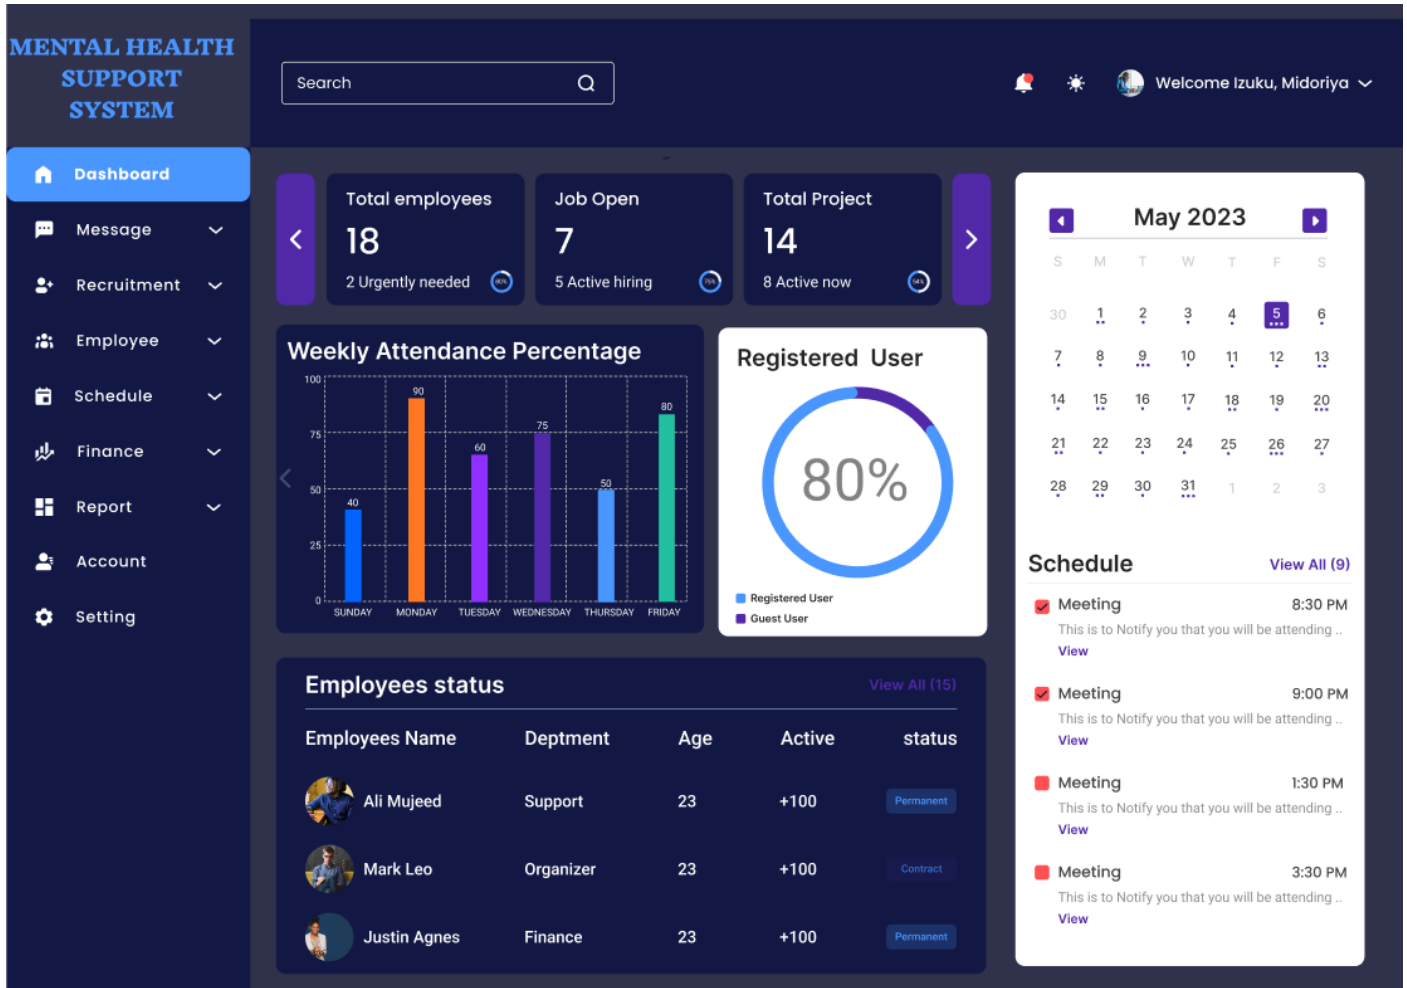 MENTAL HEALTH
SUPPORT
SYSTEM
Search
Welcome Izuku, Midoriya
Dashboard
Message
Recruitment
Employee
Schedule
Finance
Report
Account
Setting
Total employees
18
2 Urgently needed
Job Open
7
5 Active hiring
75%
Total Project
14
8 Active now
54%
Weekly Attendance Percentage
100
75
50
25
0
40
90
60
75
50
80
SUNDAY MONDAY TUESDAY WEDNESDAY THURSDAY FRIDAY
Registered User
80%
Registered User
Guest User
May 2023
S M T W T F S
30 1 2 3 4 5 6
7 8 9 10 11 12 13
14 15 16 17 18 19 20
21 22 23 24 25 26 27
28 29 30 31 1 2 3
Schedule View All (9)
Meeting 8:30 PM
This is to Notify you that you will be attending ..
View
Meeting 9:00 PM
This is to Notify you that you will be attending ..
View
Meeting 1:30 PM
This is to Notify you that you will be attending ..
View
Meeting 3:30 PM
This is to Notify you that you will be attending ..
View
Employees status View All (15)
Employees Name Deptment Age Active status
Ali Mujeed Support 23 +100 Permanent
Mark Leo Organizer 23 +100 Contract
Justin Agnes Finance 23 +100 Permanent